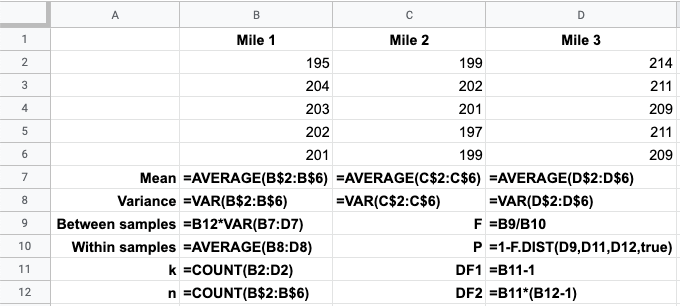 A B C D
1 Mile 1 Mile 2 Mile 3
2 195 199 214
3 204 202 211
4 203 201 209
5 202 197 211
6 201 199 209
7 Mean =AVERAGE(B$2:B$6) =AVERAGE(C$2:C$6) =AVERAGE(D$2:D$6)
8 Variance =VAR(B$2:B$6) =VAR(C$2:C$6) =VAR(D$2:D$6)
9 Between samples =B12*VAR(B7:D7) F =B9/B10
10 Within samples =AVERAGE(B8:D8) P =1-F.DIST(D9,D11,D12,true)
11 k =COUNT(B2:D2) DF1 =B11-1
12 n =COUNT(B$2:B$6) DF2 =B11*(B12-1)